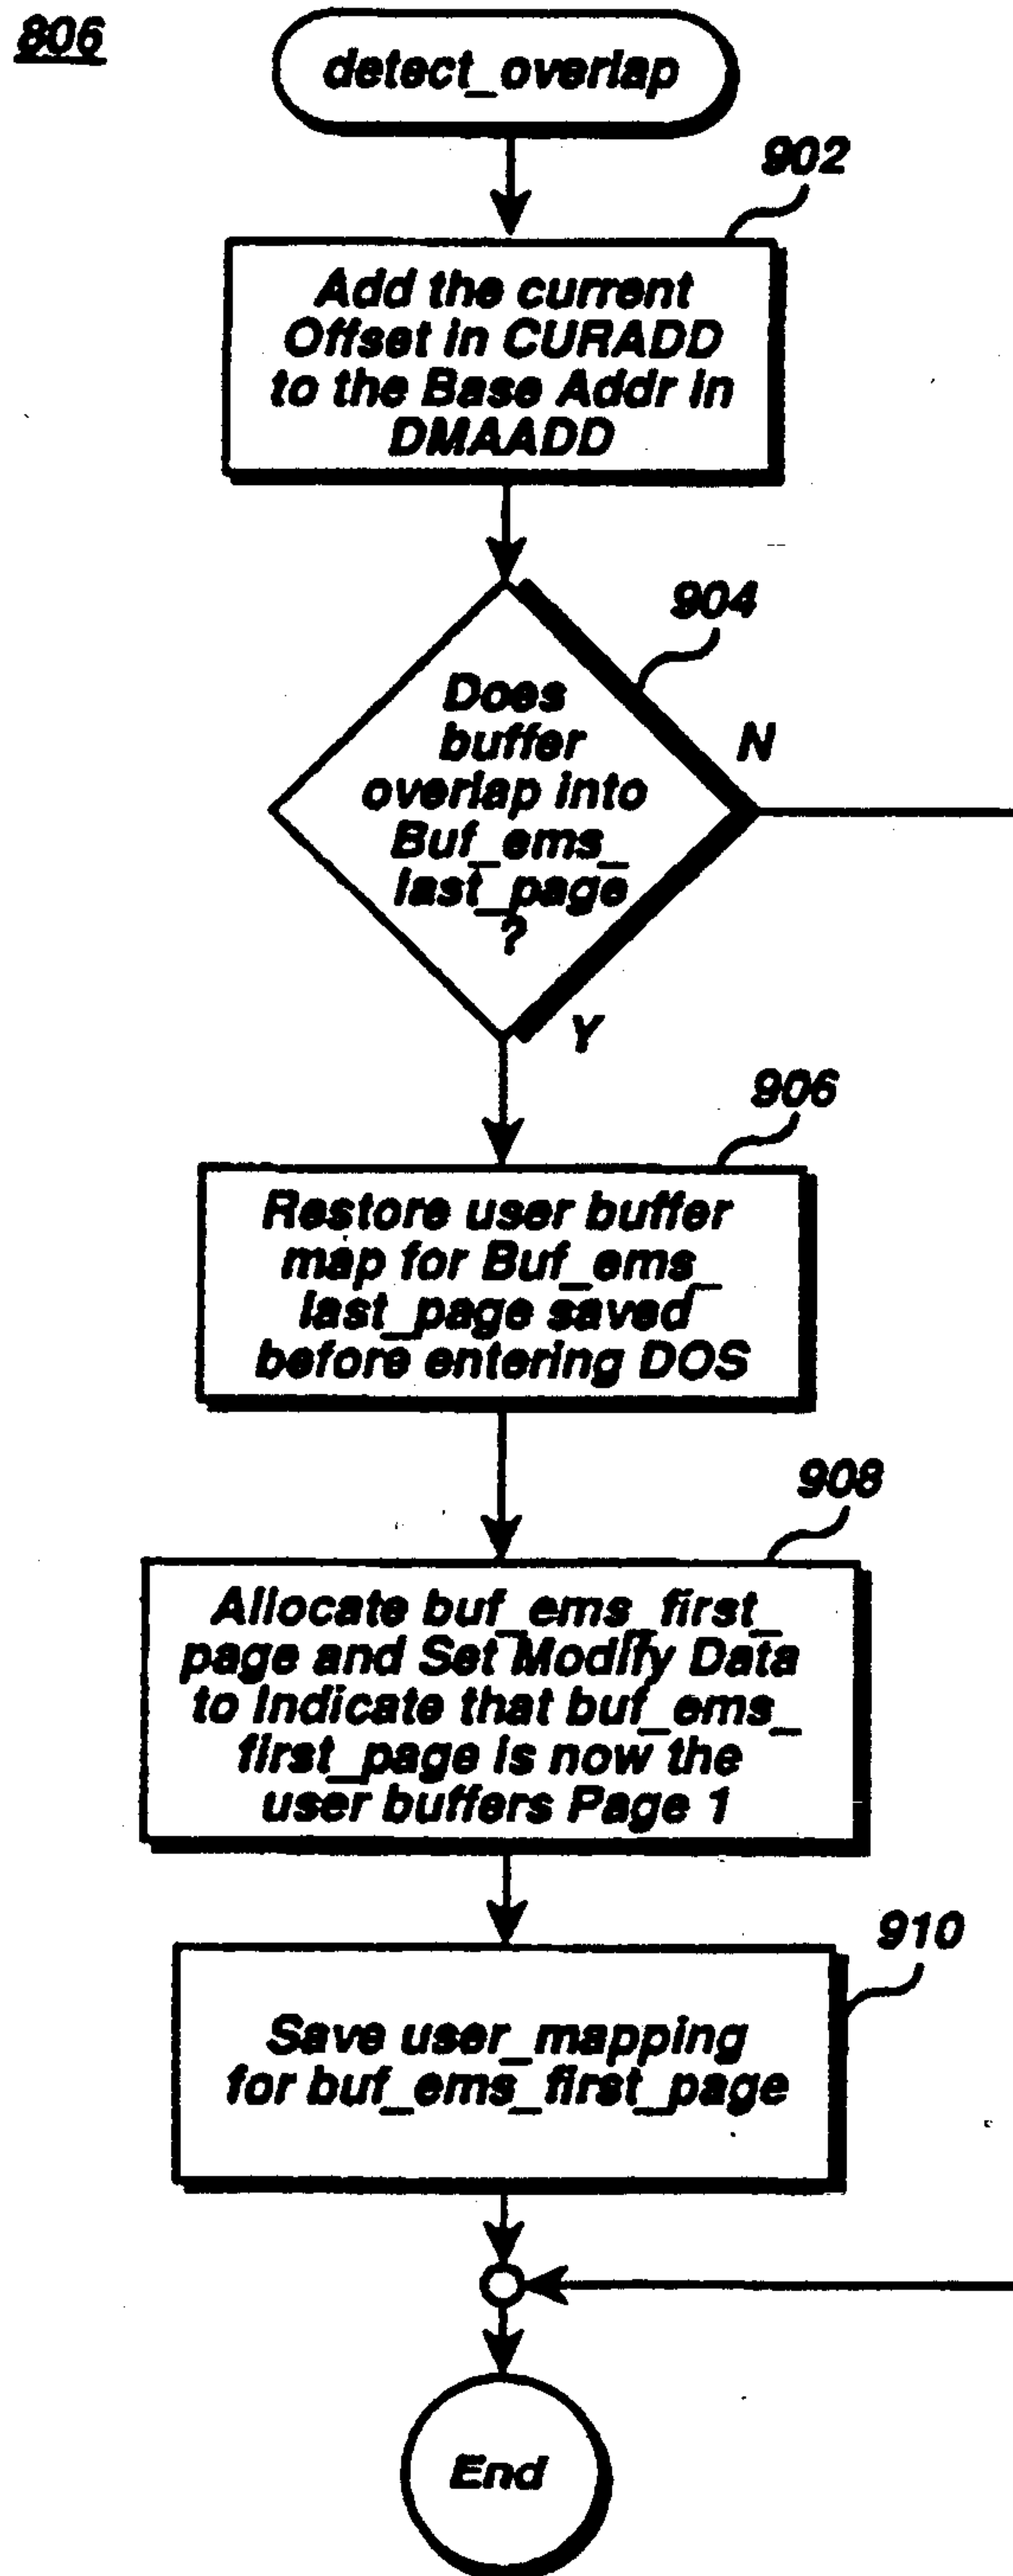 806
detect_overlap
902
Add the current
Offset in CURADD
to the Base Addr in
DMAADD
904
Does
buffer
overlap into
Buf_ems_
last_page
?
N
Y
906
Restore user buffer
map for Buf_ems_
last_page saved
before entering DOS
908
Allocate buf_ems_first_
page and Set Modify Data
to Indicate that buf_ems_
first_page is now the
user buffers Page 1
910
Save user_mapping
for buf_ems_first_page
End